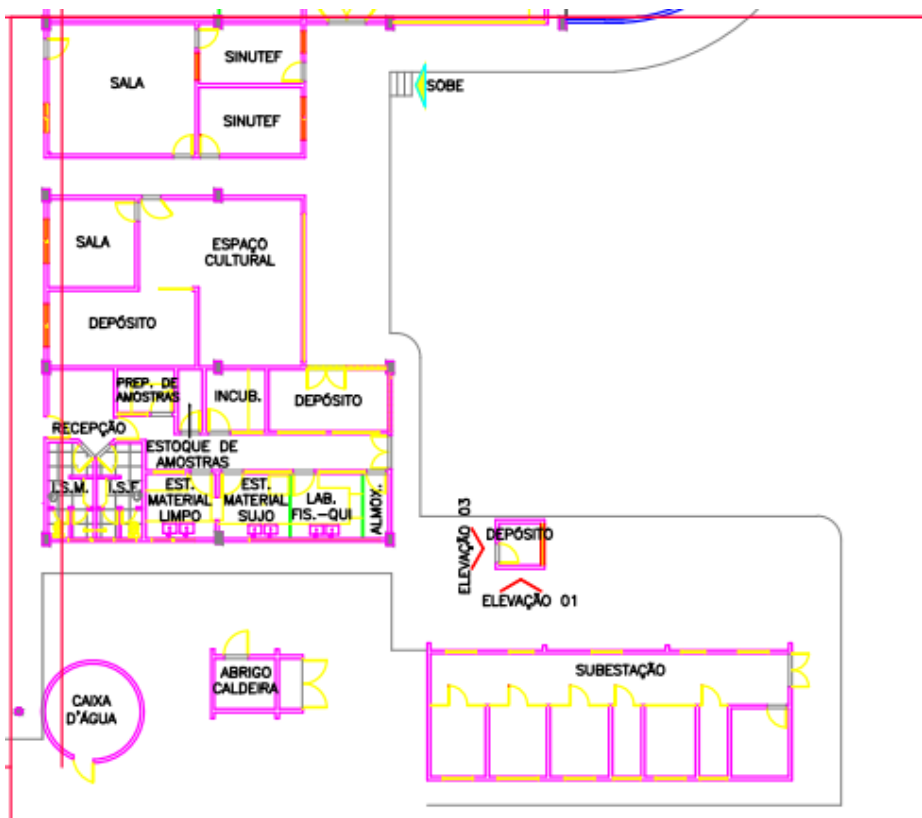 SINUTEF
SALA
SOBE
SINUTEF
SALA
ESPAÇO
CULTURAL
DEPÓSITO
PREP. DE
AMOSTRAS
INCUB.
DEPÓSITO
RECEPÇÃO
ESTOQUE DE
AMOSTRAS
I.S.M.
I.S.F.
EST.
MATERIAL
LIMPO
EST.
MATERIAL
SUJO
LAB.
FIS.-QUI
ALMOX.
ELEVAÇÃO 03
DEPÓSITO
ELEVAÇÃO 01
ABRIGO
CALDEIRA
SUBESTAÇÃO
CAIXA
D'ÁGUA